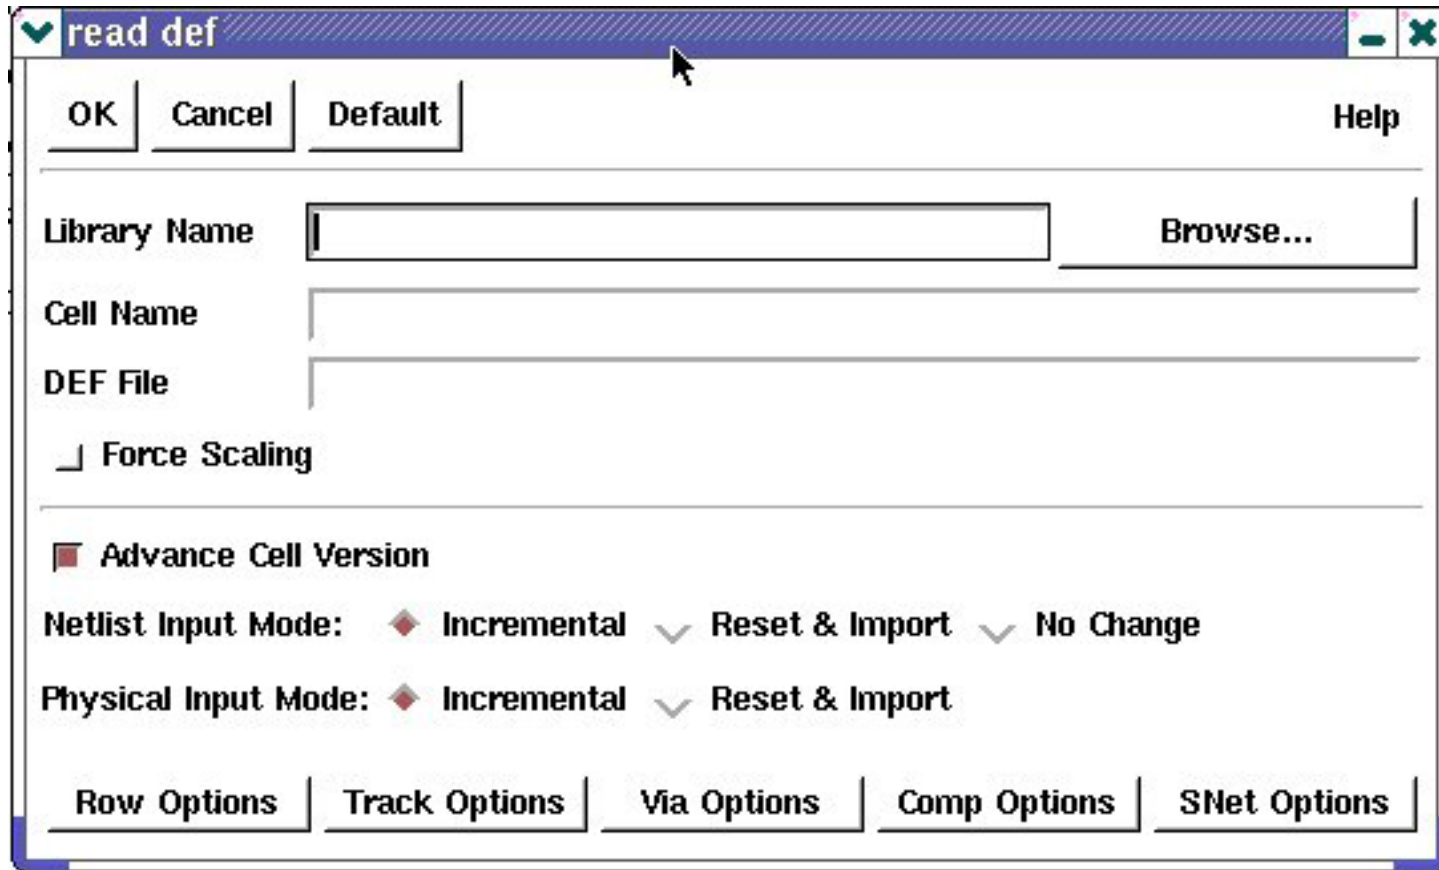 read def
OK Cancel Default Help
Library Name Browse...
Cell Name
DEF File
Force Scaling
Advance Cell Version
Netlist Input Mode: Incremental Reset & Import No Change
Physical Input Mode: Incremental Reset & Import
Row Options Track Options Via Options Comp Options SNet Options